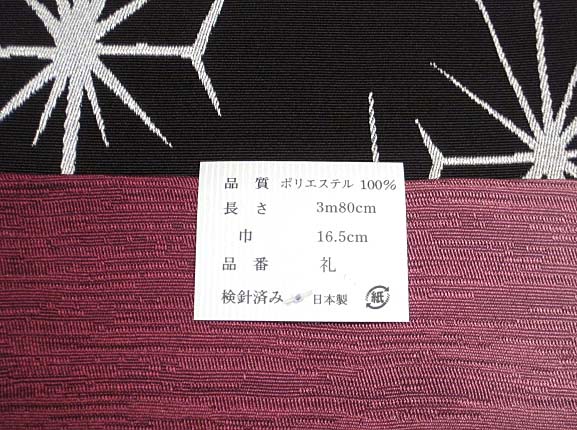 品 質 ポリエステル 100%
長 さ 3m80cm
巾 16.5cm
品 番 礼
検針済み 日本製 紙